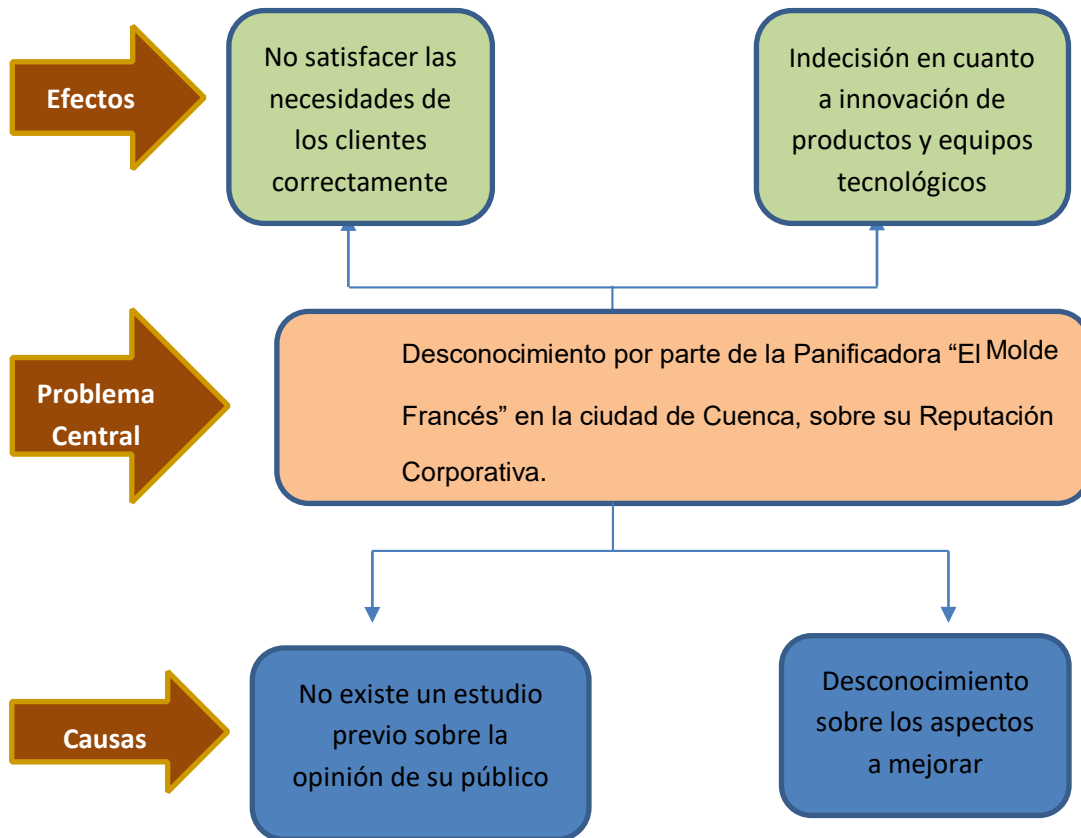 Efectos
No satisfacer las
necesidades de
los clientes
correctamente
Indecisión en cuanto
a innovación de
productos y equipos
tecnológicos
Problema
Central
Desconocimiento por parte de la Panificadora “El Molde
Francés” en la ciudad de Cuenca, sobre su Reputación
Corporativa.
Causas
No existe un estudio
previo sobre la
opinión de su público
Desconocimiento
sobre los aspectos
a mejorar